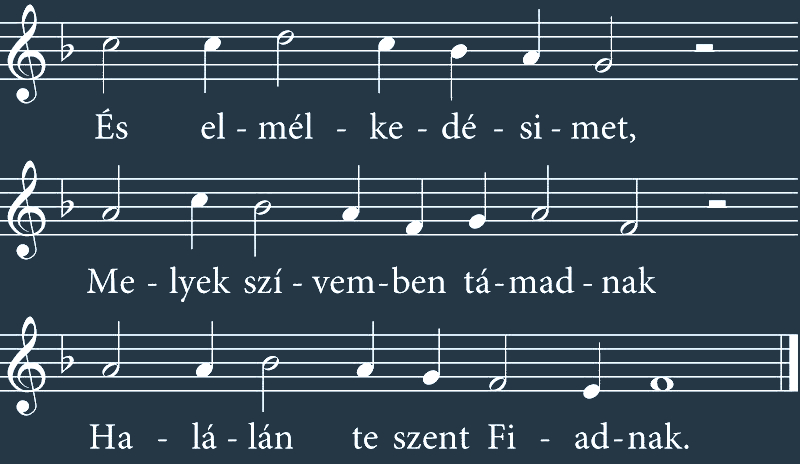 És el - mél - ke - dé - si - met,
Me - lyek szí - vem - ben tá - mad - nak
Ha - lá - lán te szent Fi - ad - nak.